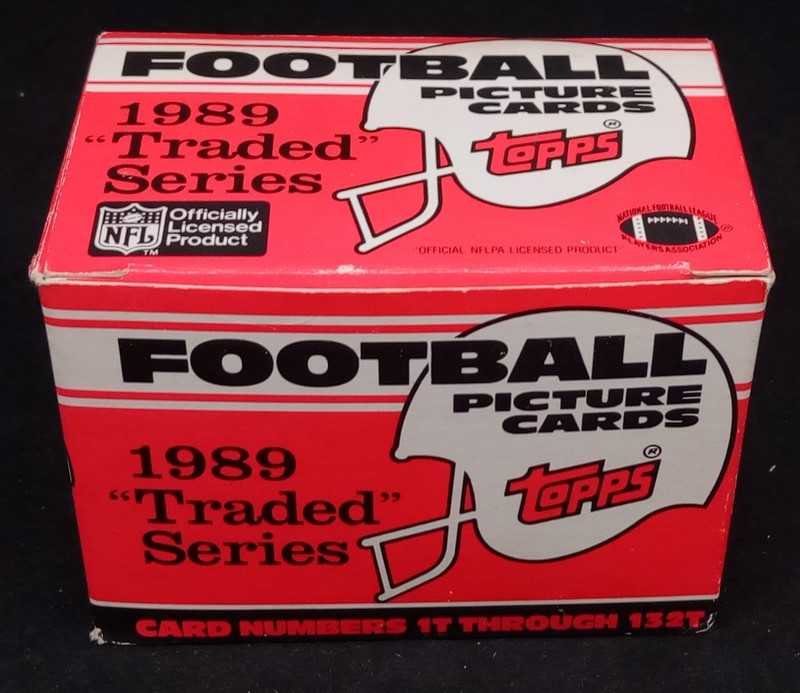 FOOTBALL
PICTURE
CARDS
1989
"Traded"
Series
topps®
NFL
TM
Officially
Licensed
Product
"OFFICIAL NFLPA LICENSED PRODUCT"
NATIONAL FOOTBALL LEAGUE
PLAYERS ASSOCIATION®
FOOTBALL
PICTURE
CARDS
1989
"Traded"
Series
topps®
CARD NUMBERS 1T THROUGH 132T